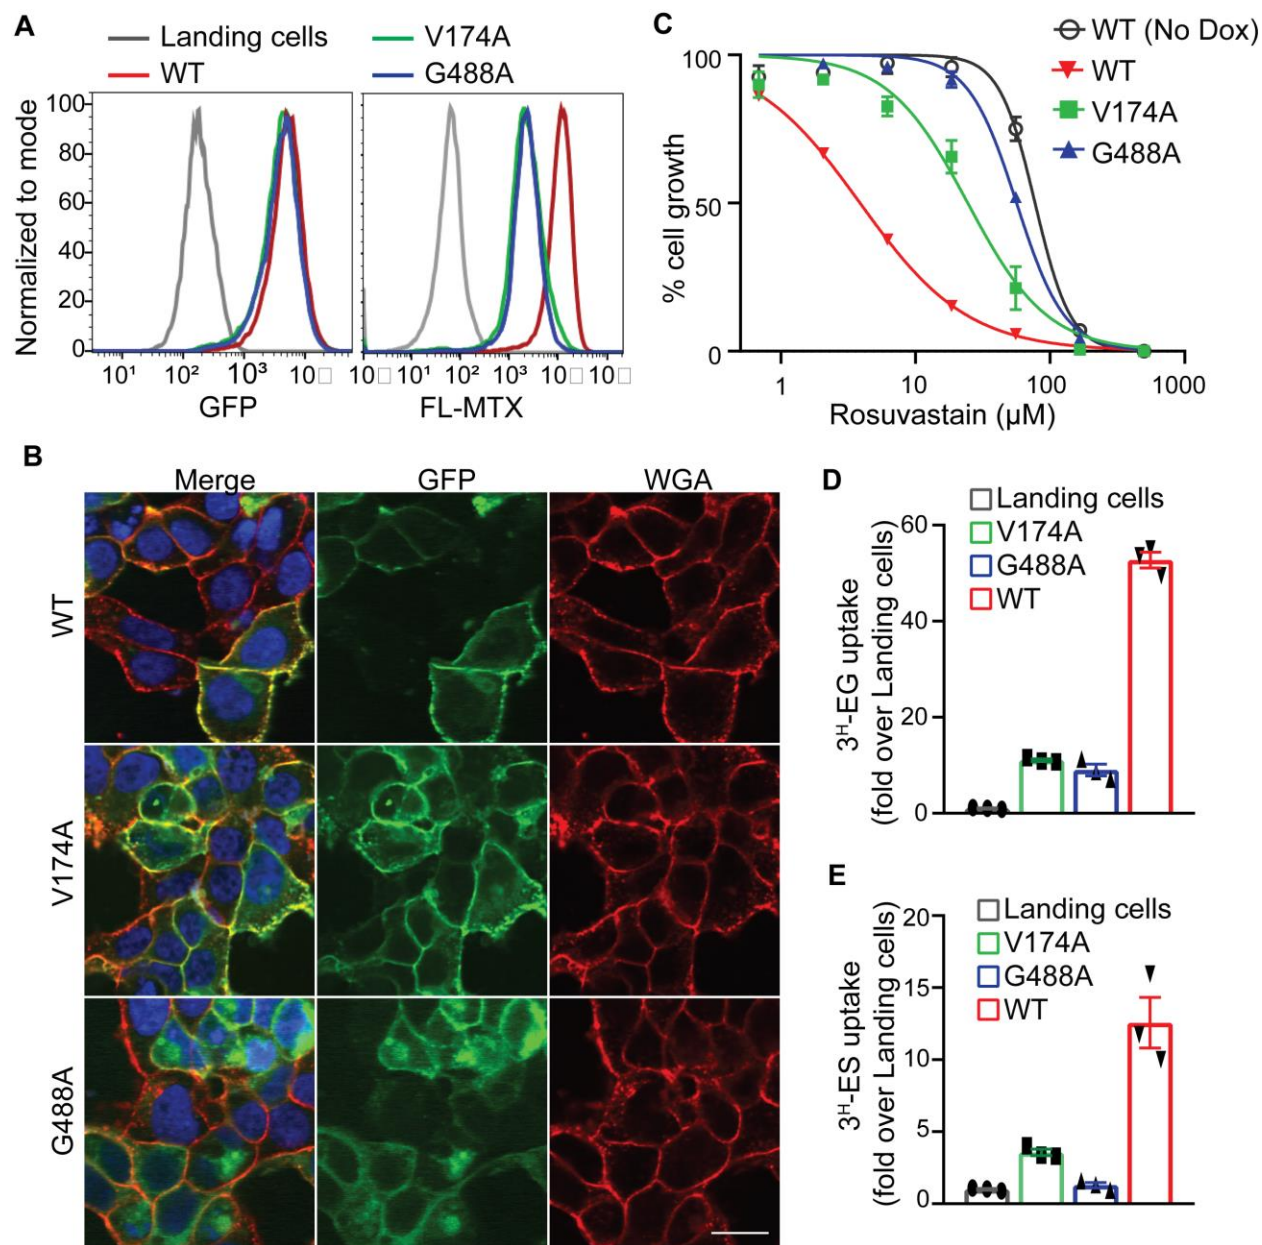 A
Landing cells
V174A
WT
G488A
Normalized to mode
100
80
60
40
20
0
10¹ 10² 10³ 10□
GFP
10□ 10¹ 10² 10³ 10□ 10□
FL-MTX
C
WT (No Dox)
WT
V174A
G488A
% cell growth
100
50
0
1 10 100 1000
Rosuvastain (μM)
B
Merge GFP WGA
WT
V174A
G488A
D
Landing cells
V174A
G488A
WT
3ᴴ-EG uptake
(fold over Landing cells)
60
40
20
0
E
Landing cells
V174A
G488A
WT
3ᴴ-ES uptake
(fold over Landing cells)
20
15
10
5
0